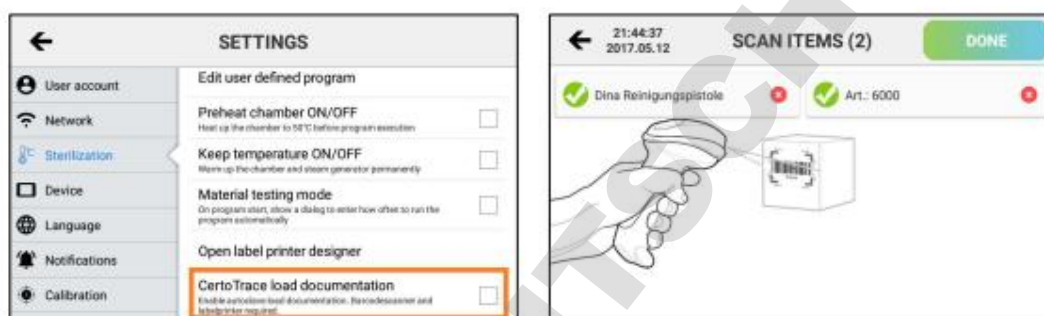 SETTINGS
User account
Network
Sterilization
Device
Language
Notifications
Calibration
Edit user defined program
Preheat chamber ON/OFF
Heat up the chamber to 50°C before program execution
Keep temperature ON/OFF
Warm up the chamber and steam generator permanently
Material testing mode
On program start, show a dialog to enter how often to run the
program automatically
Open label printer designer
CertoTrace load documentation
Enable autoclave load documentation. Barcodescanner and
labelprinter required.
21:44:37
2017.05.12
SCAN ITEMS (2)
DONE
Dina Reinigungspistole
Art.: 6000